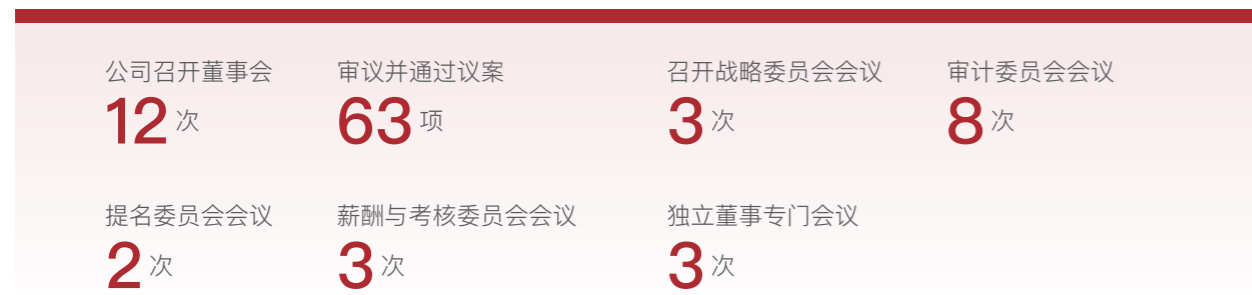 公司召开董事会
12 次
审议并通过议案
63 项
召开战略委员会会议
3 次
审计委员会会议
8 次
提名委员会会议
2 次
薪酬与考核委员会会议
3 次
独立董事专门会议
3 次